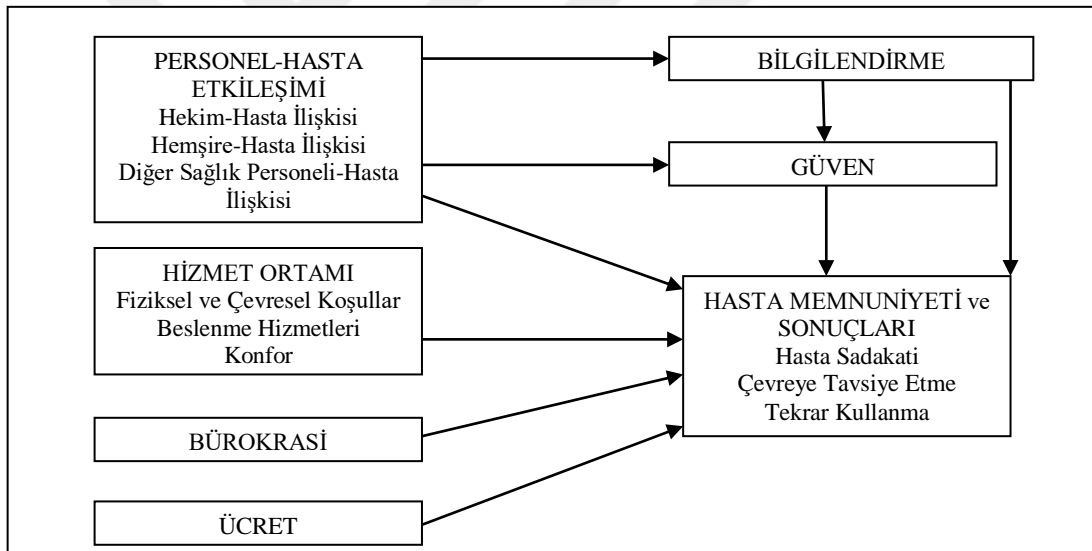 PERSONEL-HASTA
ETKİLEŞİMİ
Hekim-Hasta İlişkisi
Hemşire-Hasta İlişkisi
Diğer Sağlık Personeli-Hasta
İlişkisi
BİLGİLENDİRME
GÜVEN
HİZMET ORTAMI
Fiziksel ve Çevresel Koşullar
Beslenme Hizmetleri
Konfor
HASTA MEMNUNİYETİ ve
SONUÇLARI
Hasta Sadakati
Çevreye Tavsiye Etme
Tekrar Kullanma
BÜROKRASİ
ÜCRET